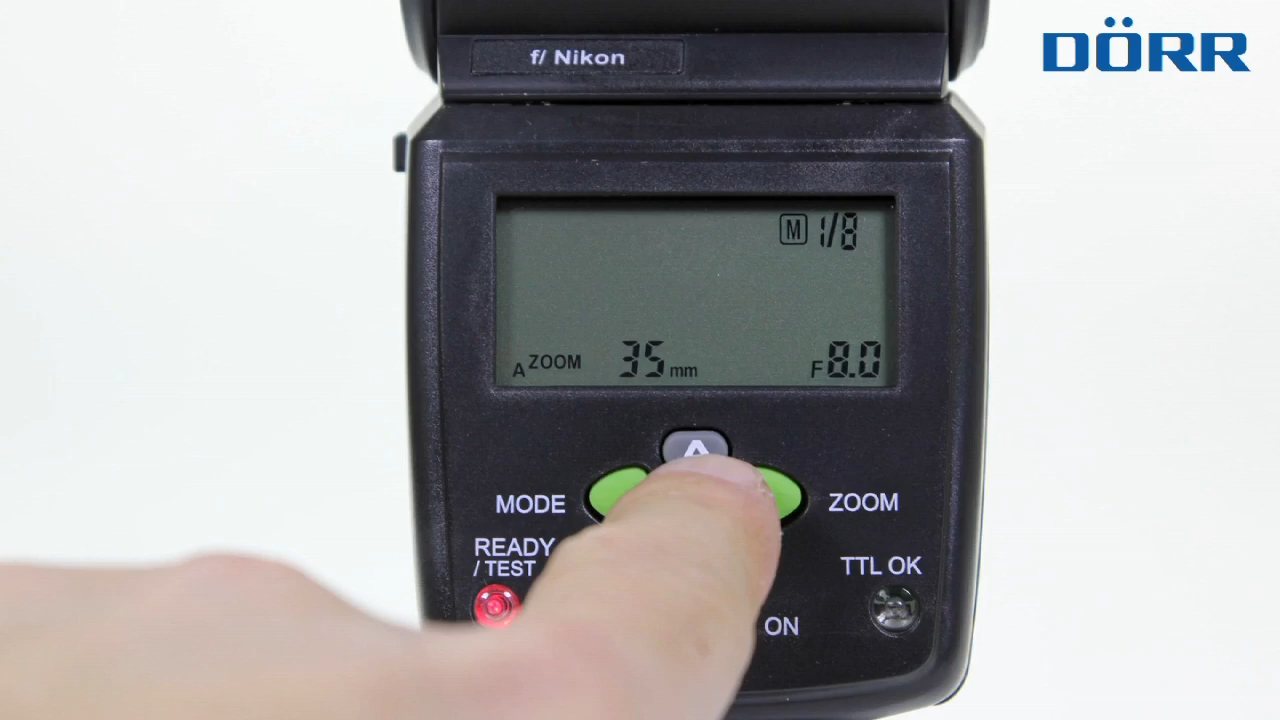 DÖRR
f/ Nikon
M 1/8
A ZOOM 35 mm F 8.0
A
MODE
ZOOM
READY
/ TEST
TTL OK
ON